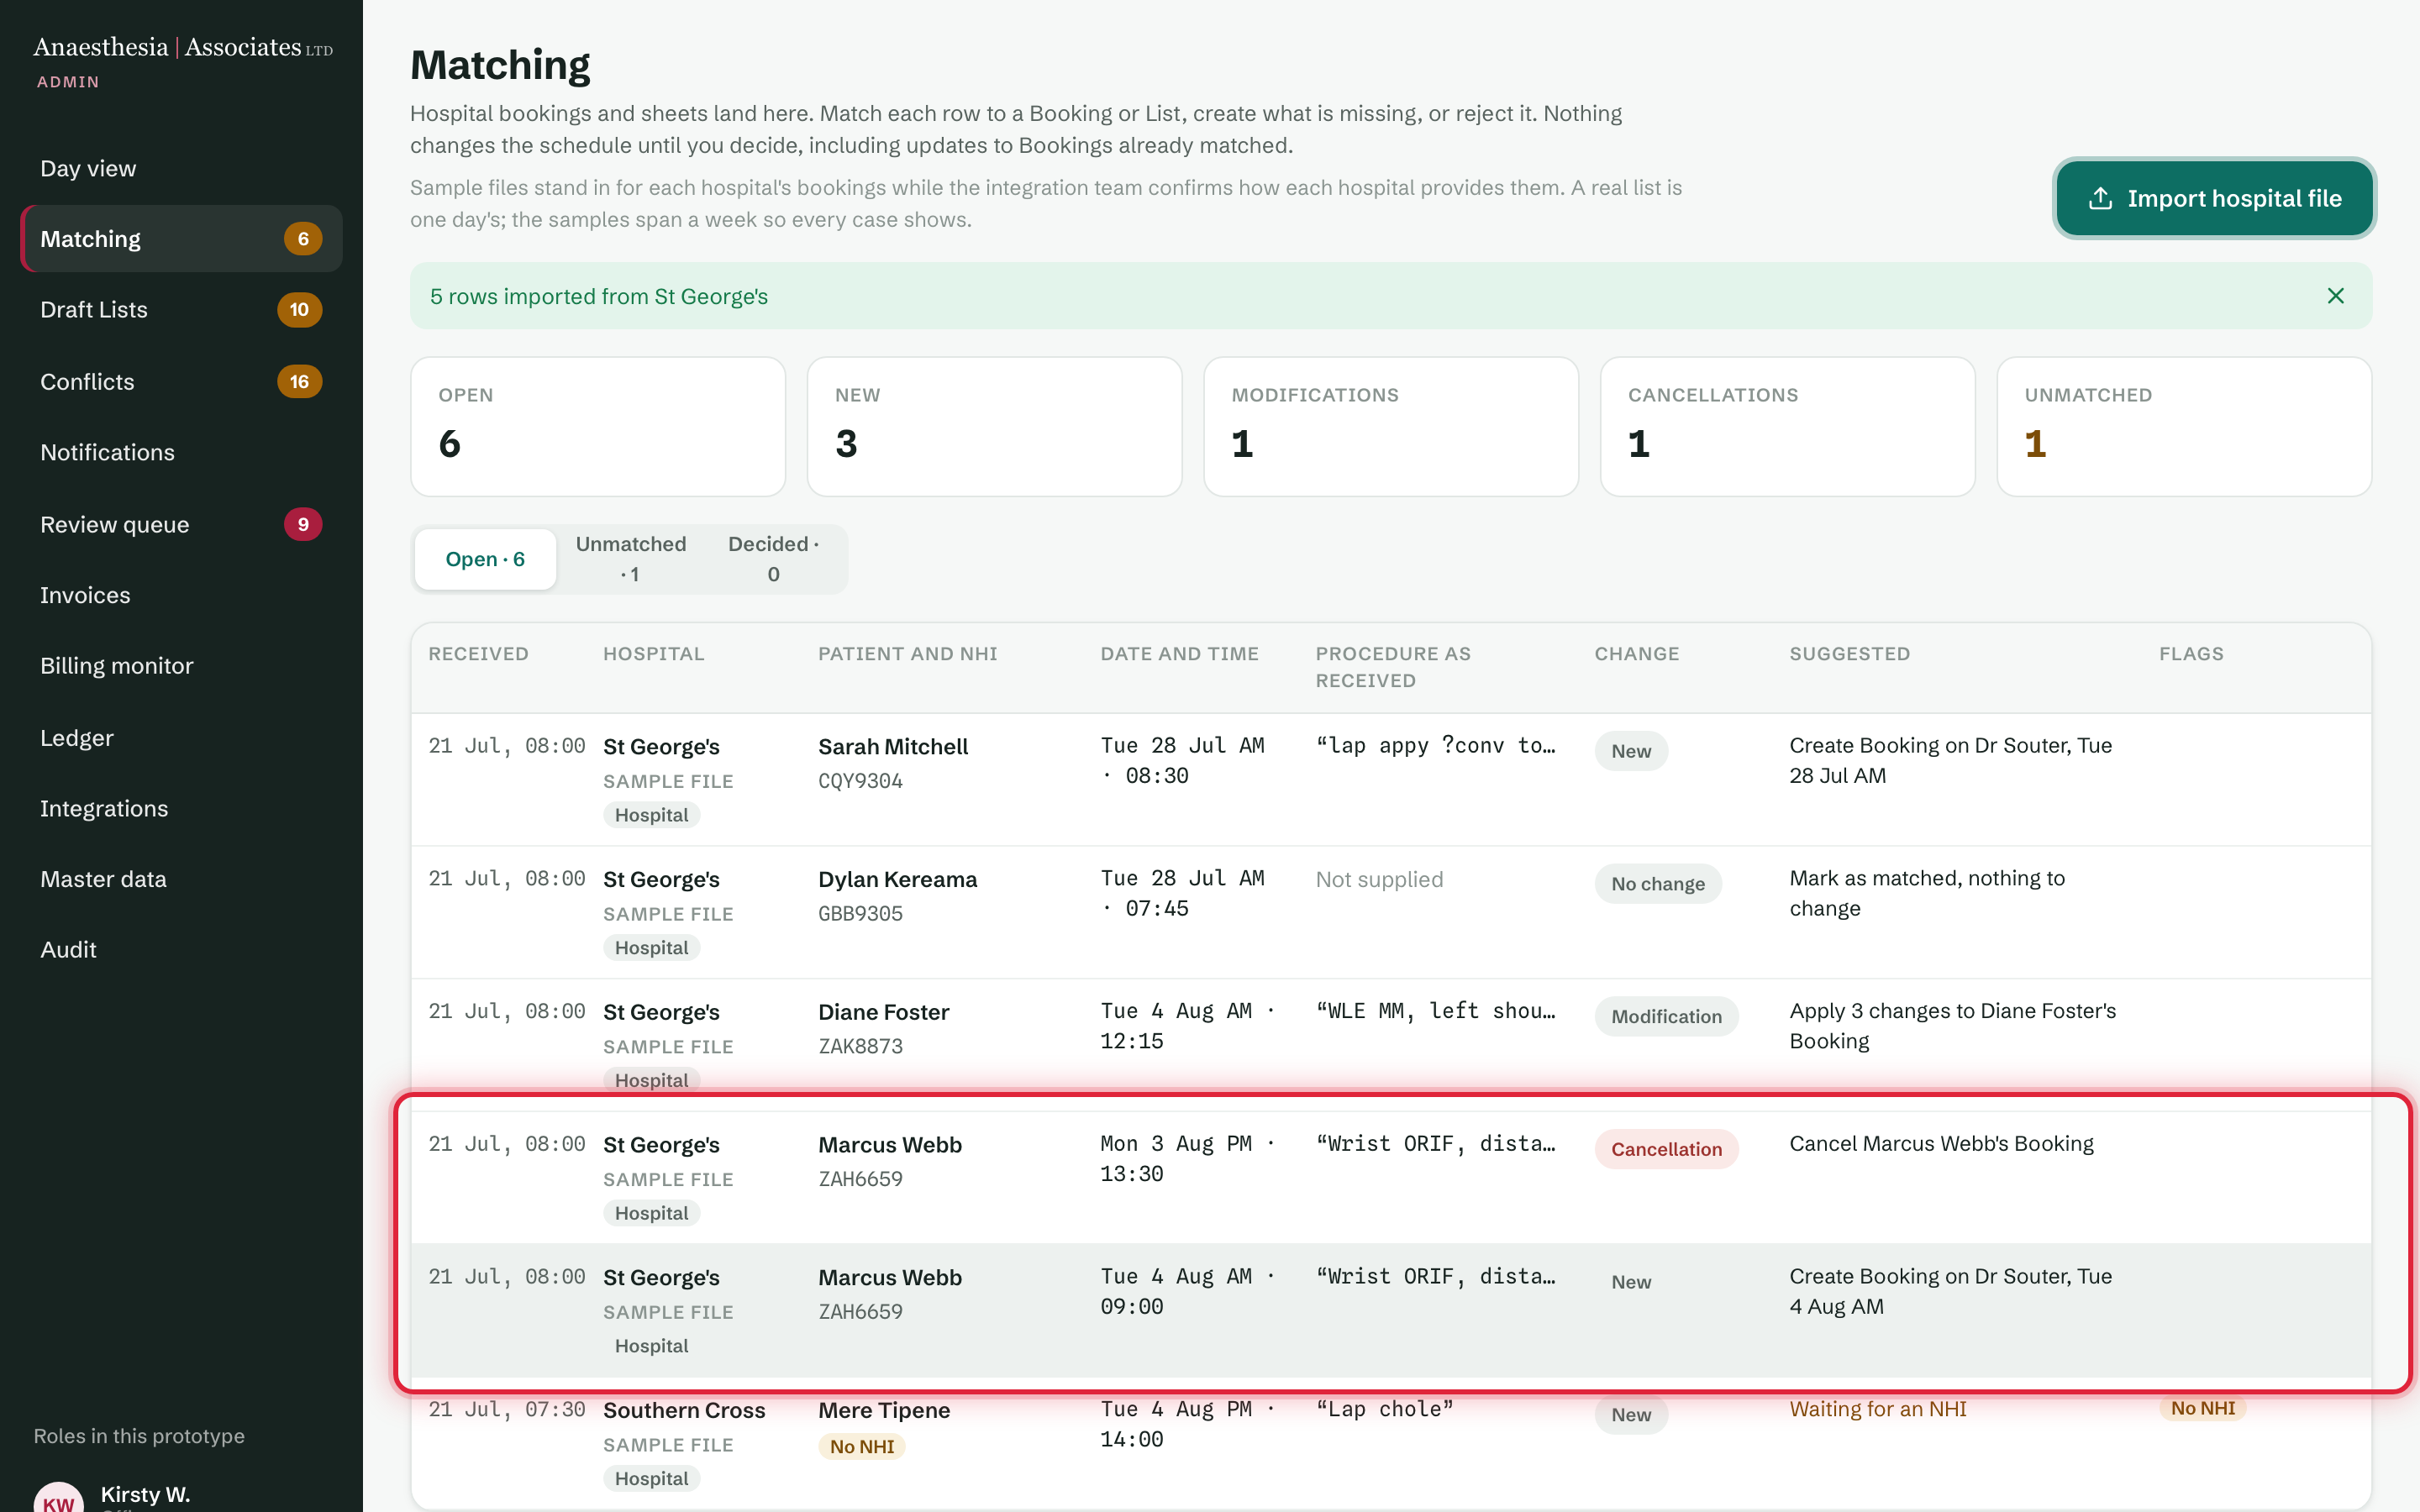 Anaesthesia | Associates LTD
ADMIN
Day view
Matching 6
Draft Lists 10
Conflicts 16
Notifications
Review queue 9
Invoices
Billing monitor
Ledger
Integrations
Master data
Audit
Roles in this prototype
KW Kirsty W.
Matching
Hospital bookings and sheets land here. Match each row to a Booking or List, create what is missing, or reject it. Nothing
changes the schedule until you decide, including updates to Bookings already matched.
Sample files stand in for each hospital's bookings while the integration team confirms how each hospital provides them. A real list is
one day's; the samples span a week so every case shows.
Import hospital file
5 rows imported from St George's
OPEN
6
NEW
3
MODIFICATIONS
1
CANCELLATIONS
1
UNMATCHED
1
Open · 6
Unmatched
· 1
Decided ·
0
RECEIVED HOSPITAL PATIENT AND NHI DATE AND TIME PROCEDURE AS CHANGE SUGGESTED FLAGS
RECEIVED
21 Jul, 08:00 St George's Sarah Mitchell Tue 28 Jul AM “lap appy ?conv to… New Create Booking on Dr Souter, Tue
SAMPLE FILE CQY9304 · 08:30 28 Jul AM
Hospital
21 Jul, 08:00 St George's Dylan Kereama Tue 28 Jul AM Not supplied No change Mark as matched, nothing to
SAMPLE FILE GBB9305 · 07:45 change
Hospital
21 Jul, 08:00 St George's Diane Foster Tue 4 Aug AM · “WLE MM, left shou… Modification Apply 3 changes to Diane Foster's
SAMPLE FILE ZAK8873 12:15 Booking
Hospital
21 Jul, 08:00 St George's Marcus Webb Mon 3 Aug PM · “Wrist ORIF, dista… Cancellation Cancel Marcus Webb's Booking
SAMPLE FILE ZAH6659 13:30
Hospital
21 Jul, 08:00 St George's Marcus Webb Tue 4 Aug AM · “Wrist ORIF, dista… New Create Booking on Dr Souter, Tue
SAMPLE FILE ZAH6659 09:00 4 Aug AM
Hospital
21 Jul, 07:30 Southern Cross Mere Tipene Tue 4 Aug PM · “Lap chole” New Waiting for an NHI No NHI
SAMPLE FILE No NHI 14:00
Hospital